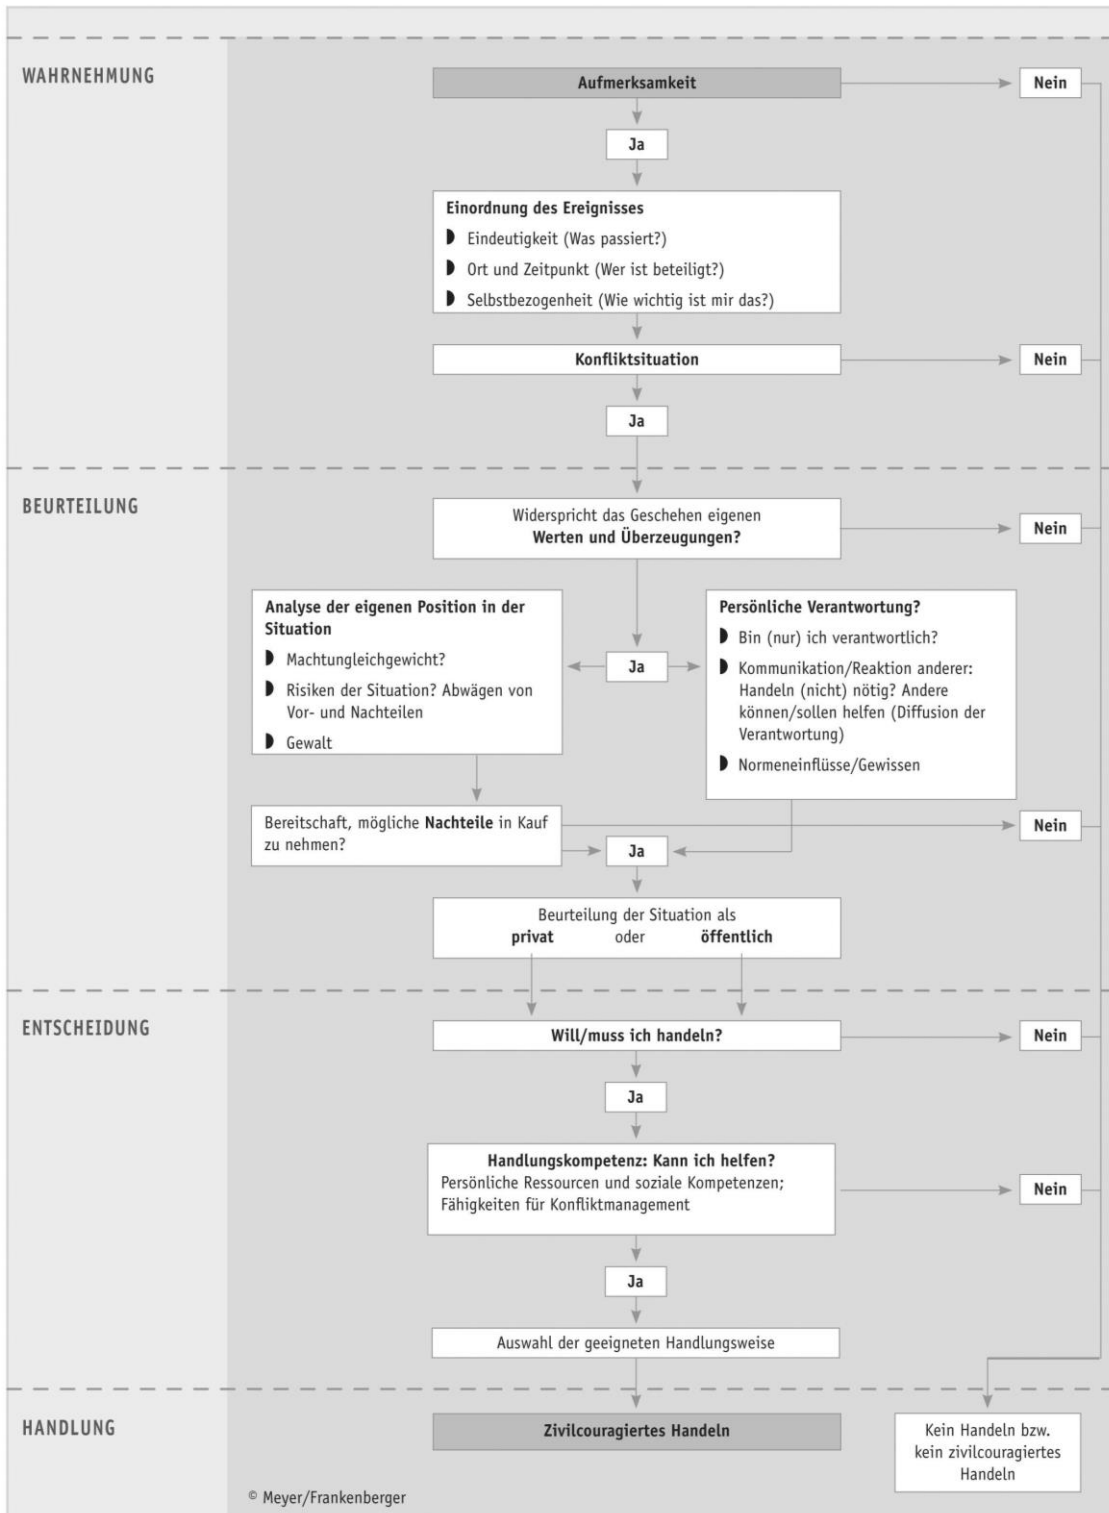 WAHRNEHMUNG
Aufmerksamkeit
Nein
Ja
Einordnung des Ereignisses
◗ Eindeutigkeit (Was passiert?)
◗ Ort und Zeitpunkt (Wer ist beteiligt?)
◗ Selbstbezogenheit (Wie wichtig ist mir das?)
Konfliktsituation
Nein
Ja
BEURTEILUNG
Widerspricht das Geschehen eigenen
Werten und Überzeugungen?
Nein
Analyse der eigenen Position in der
Situation
◗ Machtungleichgewicht?
◗ Risiken der Situation? Abwägen von
Vor- und Nachteilen
◗ Gewalt
Ja
Persönliche Verantwortung?
◗ Bin (nur) ich verantwortlich?
◗ Kommunikation/Reaktion anderer:
Handeln (nicht) nötig? Andere
können/sollen helfen (Diffusion der
Verantwortung)
◗ Normeneinflüsse/Gewissen
Bereitschaft, mögliche Nachteile in Kauf
zu nehmen?
Nein
Ja
Beurteilung der Situation als
privat oder öffentlich
ENTSCHEIDUNG
Will/muss ich handeln?
Nein
Ja
Handlungskompetenz: Kann ich helfen?
Persönliche Ressourcen und soziale Kompetenzen;
Fähigkeiten für Konfliktmanagement
Nein
Ja
Auswahl der geeigneten Handlungsweise
HANDLUNG
Zivilcouragiertes Handeln
Kein Handeln bzw.
kein zivilcouragiertes
Handeln
© Meyer/Frankenberger